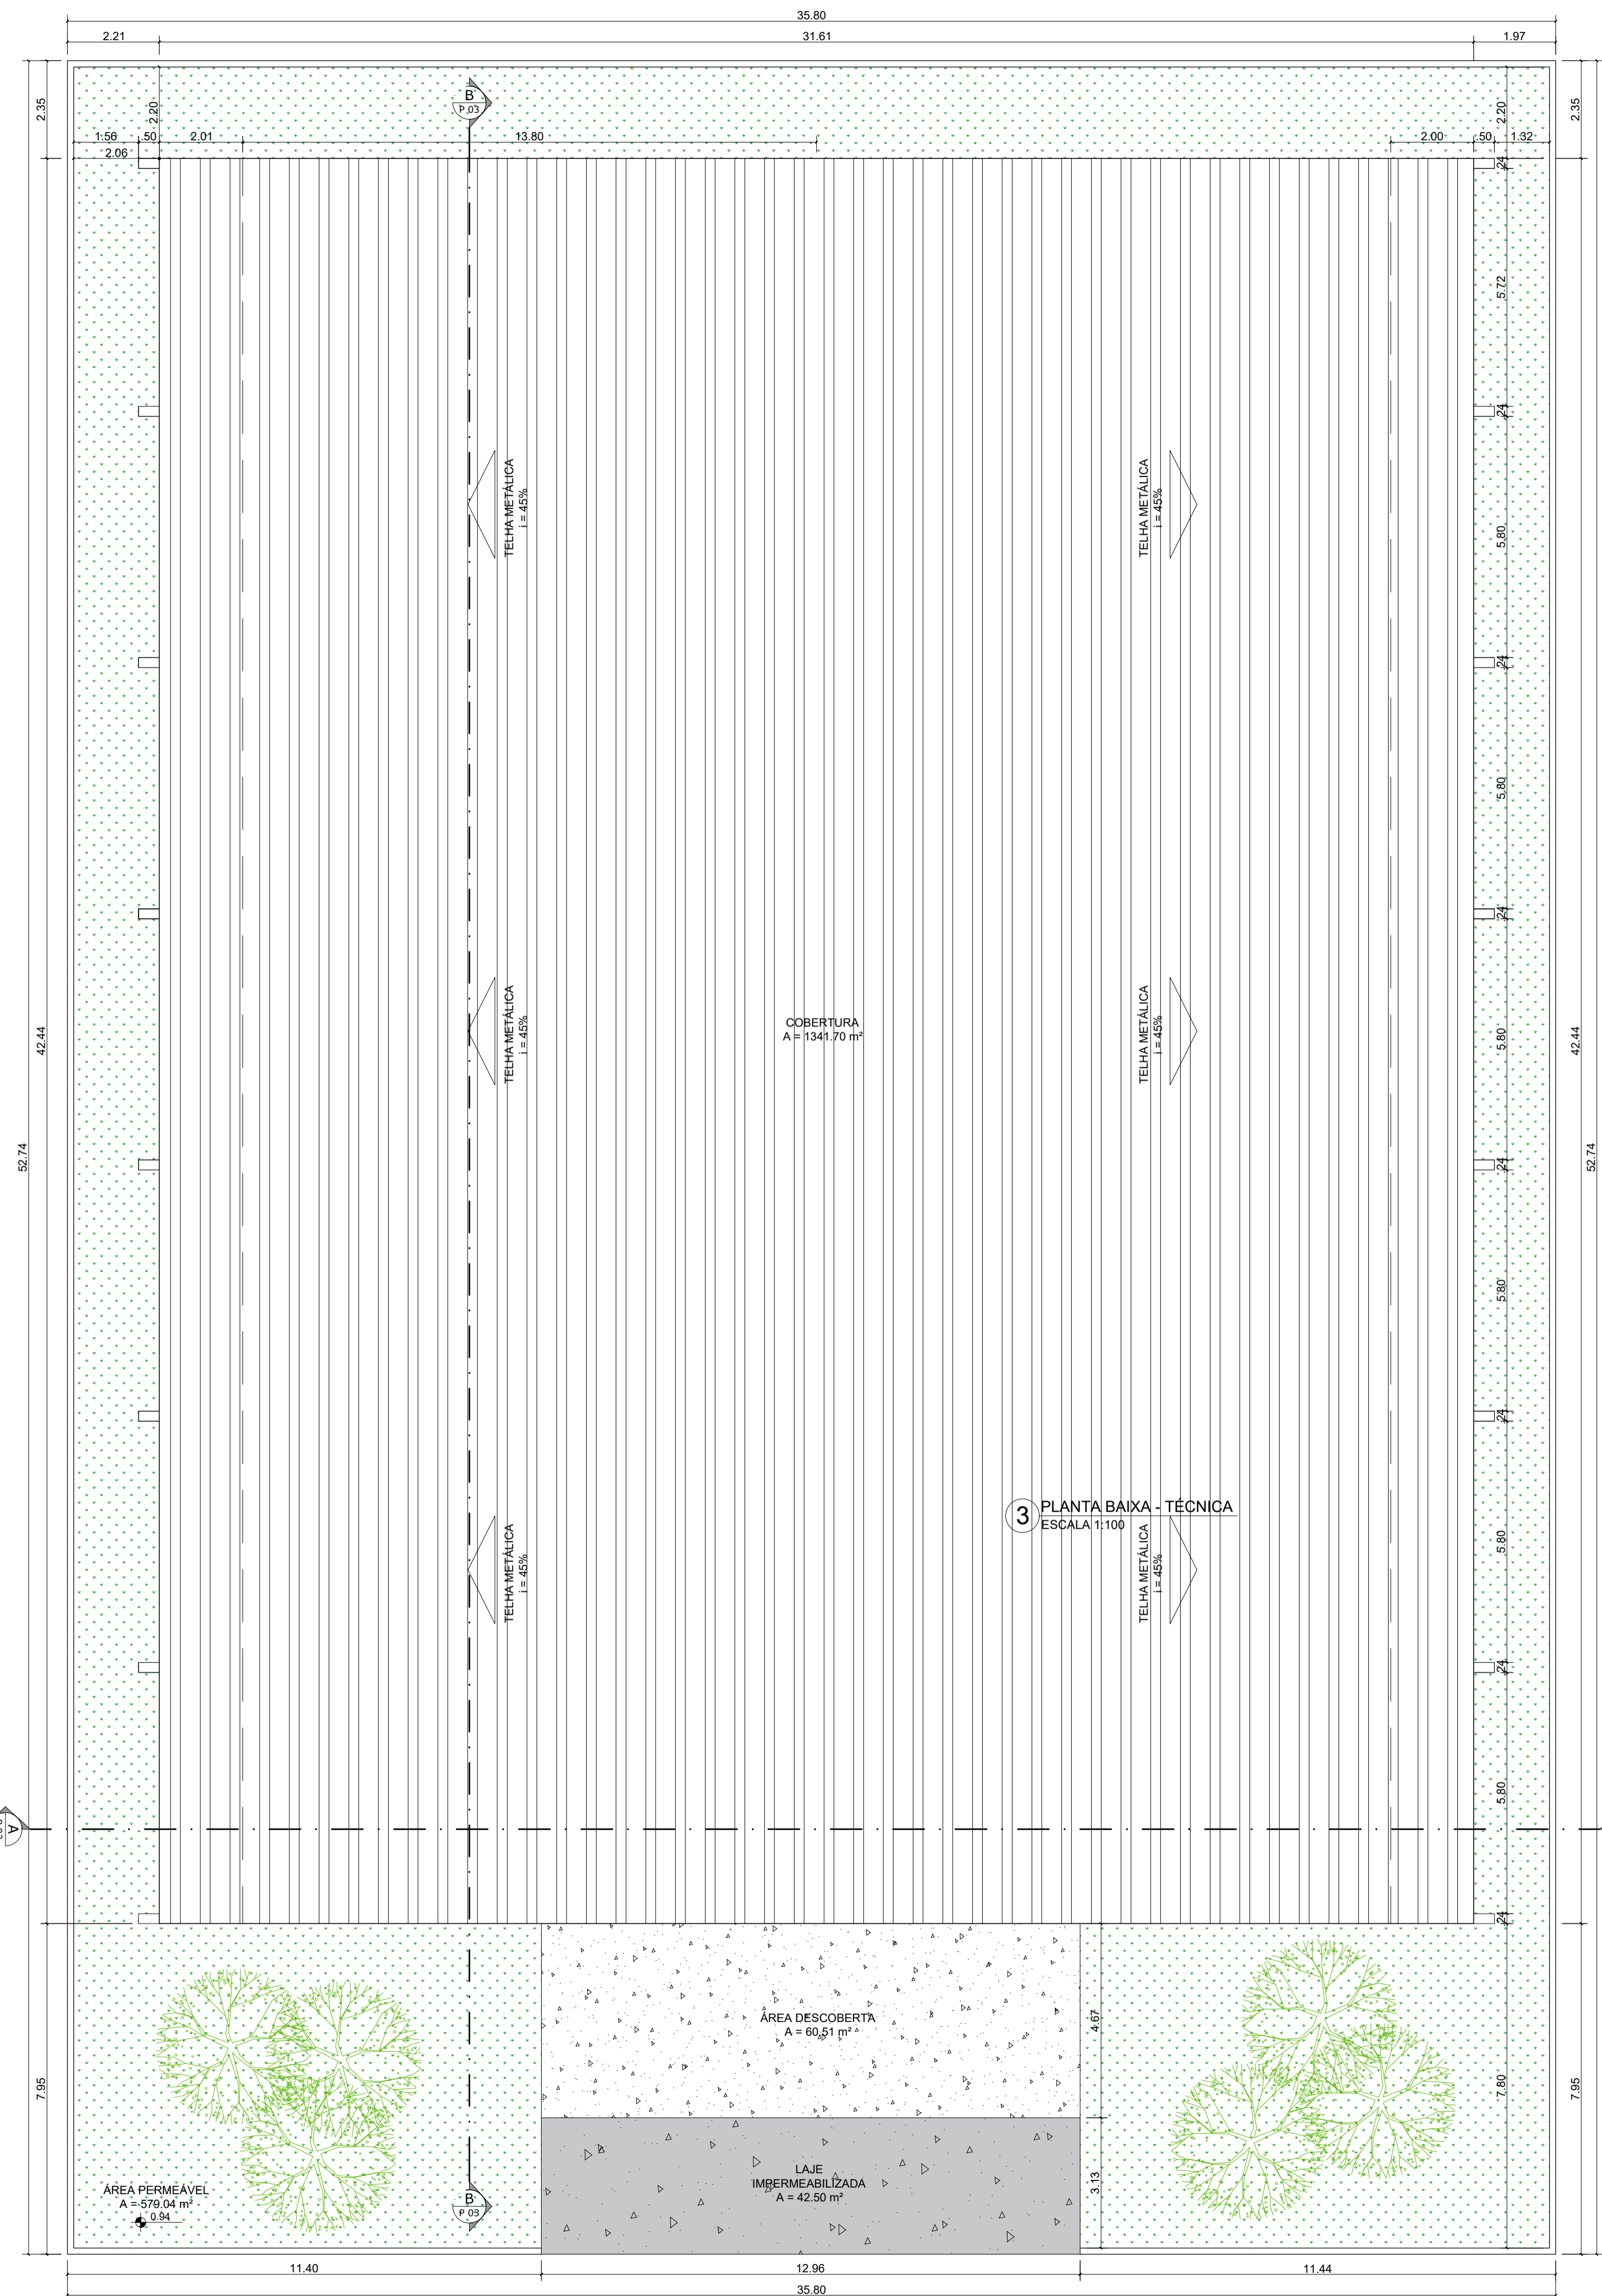 35.80
2.21
31.61
1.97
2.35
2.35
B
P 03
2.20
2.20
1.56
.50
2.01
13.80
2.00
.50
1.32
2.06
.24
5.72
.24
TELHA METÁLICA
i = 45%
TELHA METÁLICA
i = 45%
5.80
.24
5.80
.24
COBERTURA
A = 1341.70 m²
TELHA METÁLICA
i = 45%
TELHA METÁLICA
i = 45%
42.44
42.44
5.80
52.74
52.74
.24
5.80
.24
3
PLANTA BAIXA - TÉCNICA
ESCALA 1:100
TELHA METÁLICA
i = 45%
TELHA METÁLICA
i = 45%
5.80
.24
5.80
A
.24
ÁREA DESCOBERTA
A = 60.51 m²
4.67
7.95
7.80
7.95
LAJE
IMPERMEABILIZADA
A = 42.50 m²
3.13
ÁREA PERMEÁVEL
A = 579.04 m²
0.94
B
P 03
11.40
12.96
11.44
35.80